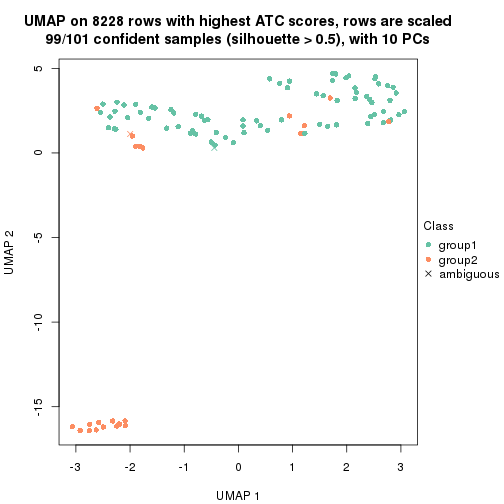 UMAP on 8228 rows with highest ATC scores, rows are scaled
99/101 confident samples (silhouette > 0.5), with 10 PCs
5
0
-5
-10
-15
UMAP 2
-3
-2
-1
0
1
2
3
UMAP 1
Class
group1
group2
ambiguous